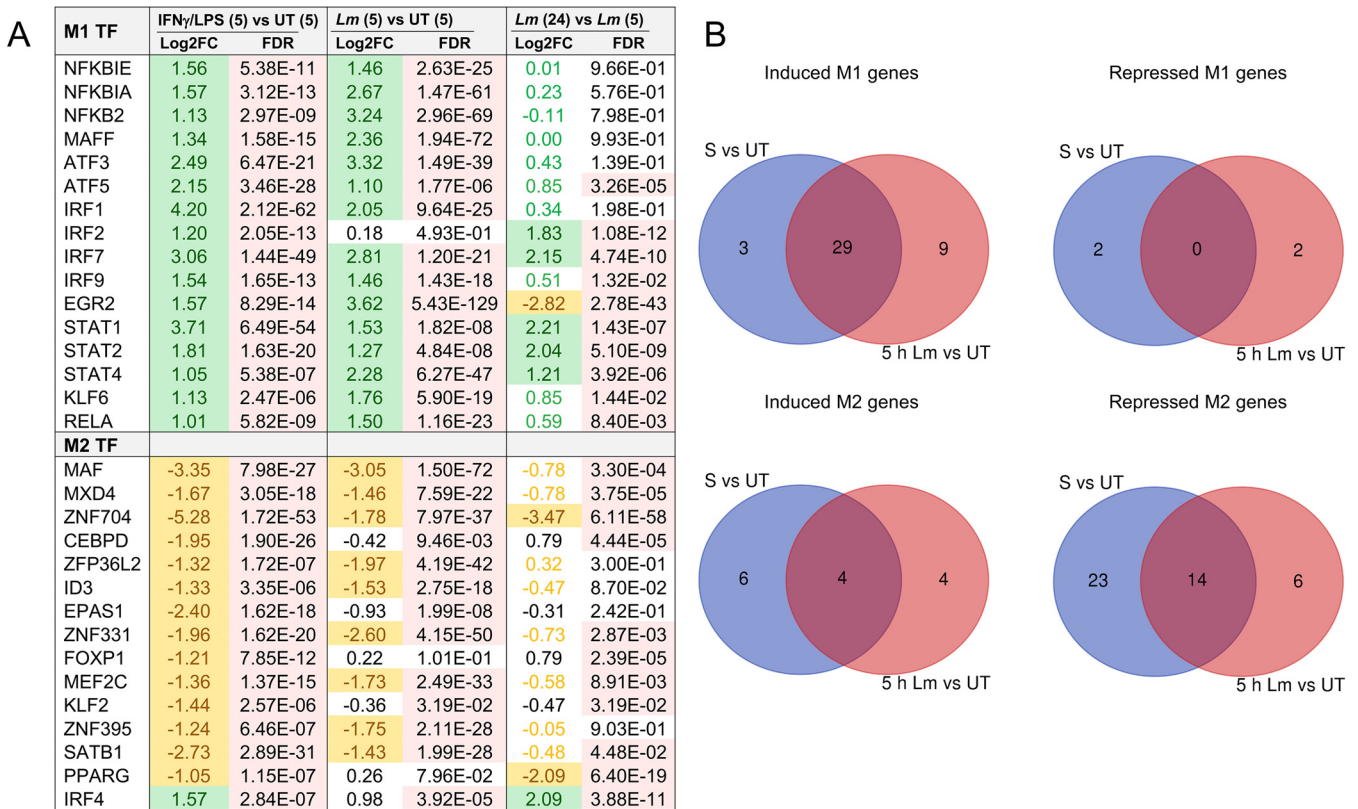 A
M1 TF IFNγ/LPS (5) vs UT (5) Lm (5) vs UT (5) Lm (24) vs Lm (5)
Log2FC FDR Log2FC FDR Log2FC FDR
NFKBIE 1.56 5.38E-11 1.46 2.63E-25 0.01 9.66E-01
NFKBIA 1.57 3.12E-13 2.67 1.47E-61 0.23 5.76E-01
NFKB2 1.13 2.97E-09 3.24 2.96E-69 -0.11 7.98E-01
MAFF 1.34 1.58E-15 2.36 1.94E-72 0.00 9.93E-01
ATF3 2.49 6.47E-21 3.32 1.49E-39 0.43 1.39E-01
ATF5 2.15 3.46E-28 1.10 1.77E-06 0.85 3.26E-05
IRF1 4.20 2.12E-62 2.05 9.64E-25 0.34 1.98E-01
IRF2 1.20 2.05E-13 0.18 4.93E-01 1.83 1.08E-12
IRF7 3.06 1.44E-49 2.81 1.20E-21 2.15 4.74E-10
IRF9 1.54 1.65E-13 1.46 1.43E-18 0.51 1.32E-02
EGR2 1.57 8.29E-14 3.62 5.43E-129 -2.82 2.78E-43
STAT1 3.71 6.49E-54 1.53 1.82E-08 2.21 1.43E-07
STAT2 1.81 1.63E-20 1.27 4.84E-08 2.04 5.10E-09
STAT4 1.05 5.38E-07 2.28 6.27E-47 1.21 3.92E-06
KLF6 1.13 2.47E-06 1.76 5.90E-19 0.85 1.44E-02
RELA 1.01 5.82E-09 1.50 1.16E-23 0.59 8.40E-03
M2 TF
MAF -3.35 7.98E-27 -3.05 1.50E-72 -0.78 3.30E-04
MXD4 -1.67 3.05E-18 -1.46 7.59E-22 -0.78 3.75E-05
ZNF704 -5.28 1.72E-53 -1.78 7.97E-37 -3.47 6.11E-58
CEBPD -1.95 1.90E-26 -0.42 9.46E-03 0.79 4.44E-05
ZFP36L2 -1.32 1.72E-07 -1.97 4.19E-42 0.32 3.00E-01
ID3 -1.33 3.35E-06 -1.53 2.75E-18 -0.47 8.70E-02
EPAS1 -2.40 1.62E-18 -0.93 1.99E-08 -0.31 2.42E-01
ZNF331 -1.96 1.62E-20 -2.60 4.15E-50 -0.73 2.87E-03
FOXP1 -1.21 7.85E-12 0.22 1.01E-01 0.79 2.39E-05
MEF2C -1.36 1.37E-15 -1.73 2.49E-33 -0.58 8.91E-03
KLF2 -1.44 2.57E-06 -0.36 3.19E-02 -0.47 3.19E-02
ZNF395 -1.24 6.46E-07 -1.75 2.11E-28 -0.05 9.03E-01
SATB1 -2.73 2.89E-31 -1.43 1.99E-28 -0.48 4.48E-02
PPARG -1.05 1.15E-07 0.26 7.96E-02 -2.09 6.40E-19
IRF4 1.57 2.84E-07 0.98 3.92E-05 2.09 3.88E-11
B
Induced M1 genes
S vs UT
3 29 9
5 h Lm vs UT
Repressed M1 genes
S vs UT
2 0 2
5 h Lm vs UT
Induced M2 genes
S vs UT
6 4 4
5 h Lm vs UT
Repressed M2 genes
S vs UT
23 14 6
5 h Lm vs UT